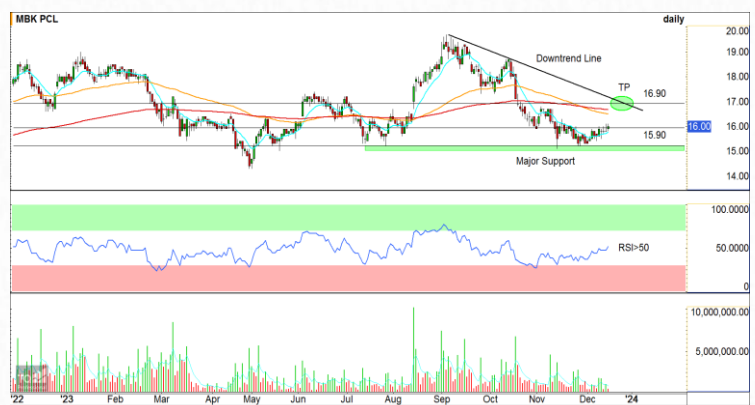 MBK PCL
daily
20.00
19.00
Downtrend Line
18.00
TP
16.90
17.00
16.00
16.00
15.90
15.00
Major Support
14.00
100.0000
RSI>50
50.0000
0
10,000,000.00
5,000,000.00
'22 '23 Feb Mar Apr May Jun Jul Aug Sep Oct Nov Dec '24